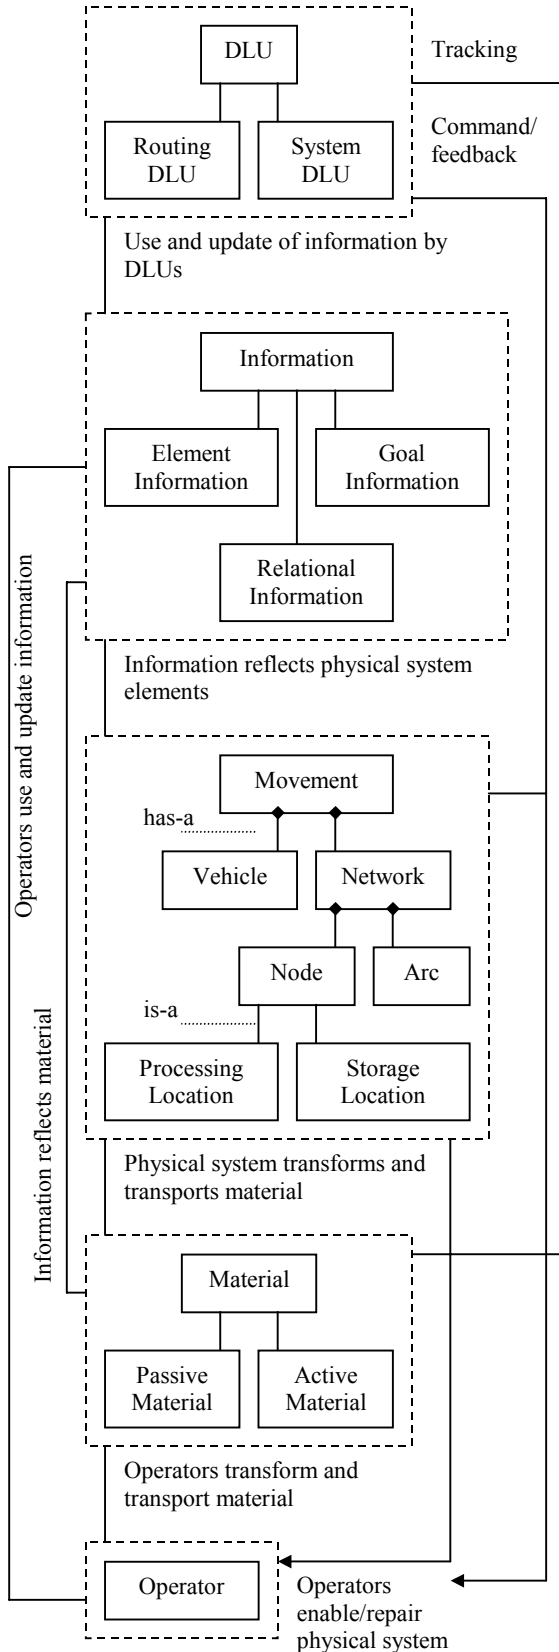 DLU
Tracking
Routing
DLU
System
DLU
Command/
feedback
Use and update of information by
DLUs
Information
Element
Information
Goal
Information
Relational
Information
Operators use and update information
Information reflects physical system
elements
Movement
has-a
Vehicle
Network
Node
Arc
is-a
Processing
Location
Storage
Location
Information reflects material
Physical system transforms and
transports material
Material
Passive
Material
Active
Material
Operators transform and
transport material
Operator
Operators
enable/repair
physical system